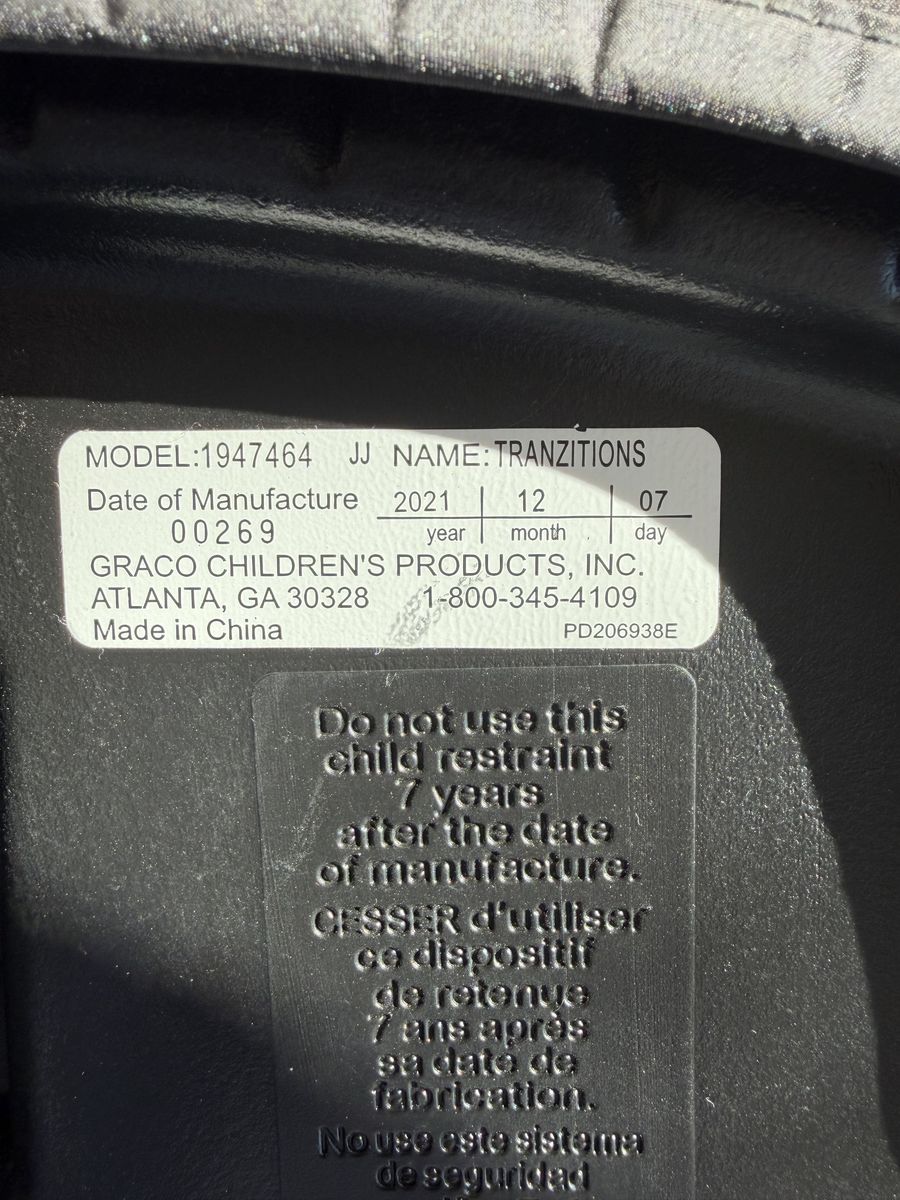 MODEL:1947464 JJ NAME:TRANZITIONS
Date of Manufacture 2021 12 07
00269 year month day
GRACO CHILDREN'S PRODUCTS, INC.
ATLANTA, GA 30328 1-800-345-4109
Made in China PD206938E
Do not use this
child restraint
7 years
after the date
of manufacture.
CESSER d'utiliser
ce dispositif
de retenue
7 ans après
sa date de
fabrication.
No use este sistema
de seguridad